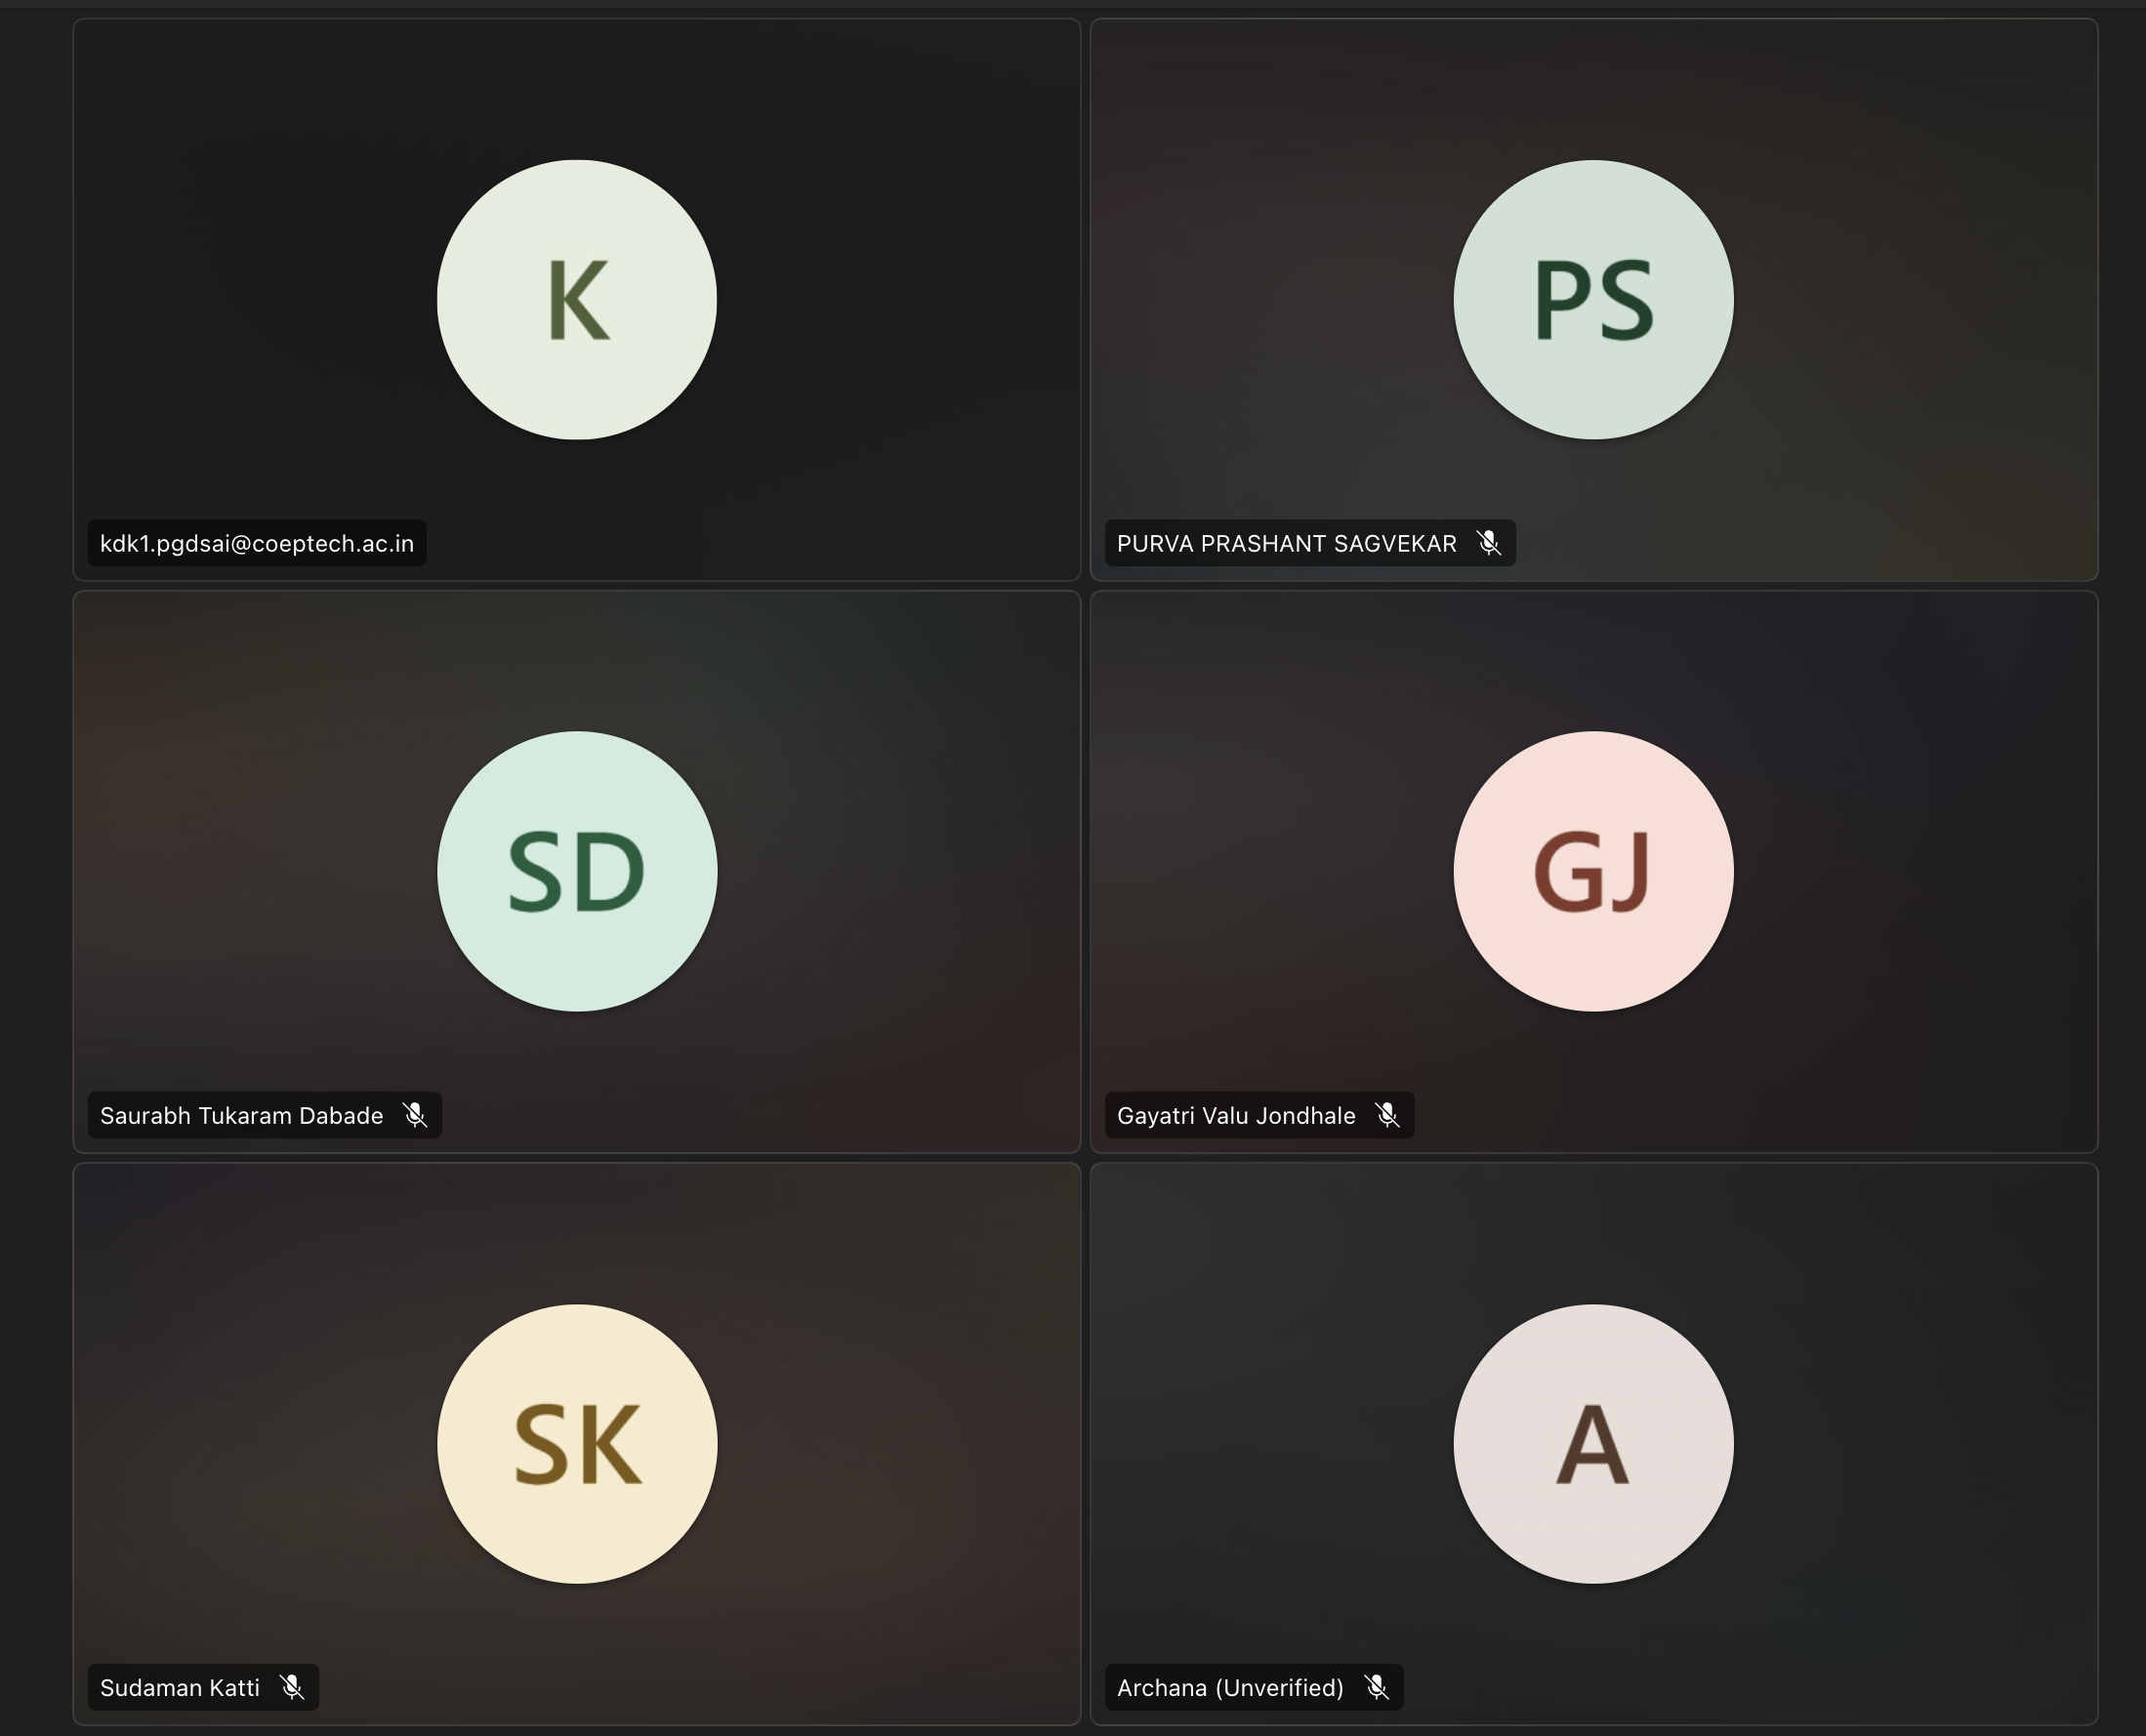 K
kdk1.pgdsai@coeptech.ac.in
PS
PURVA PRASHANT SAGVEKAR
SD
Saurabh Tukaram Dabade
GJ
Gayatri Valu Jondhale
SK
Sudaman Katti
A
Archana (Unverified)